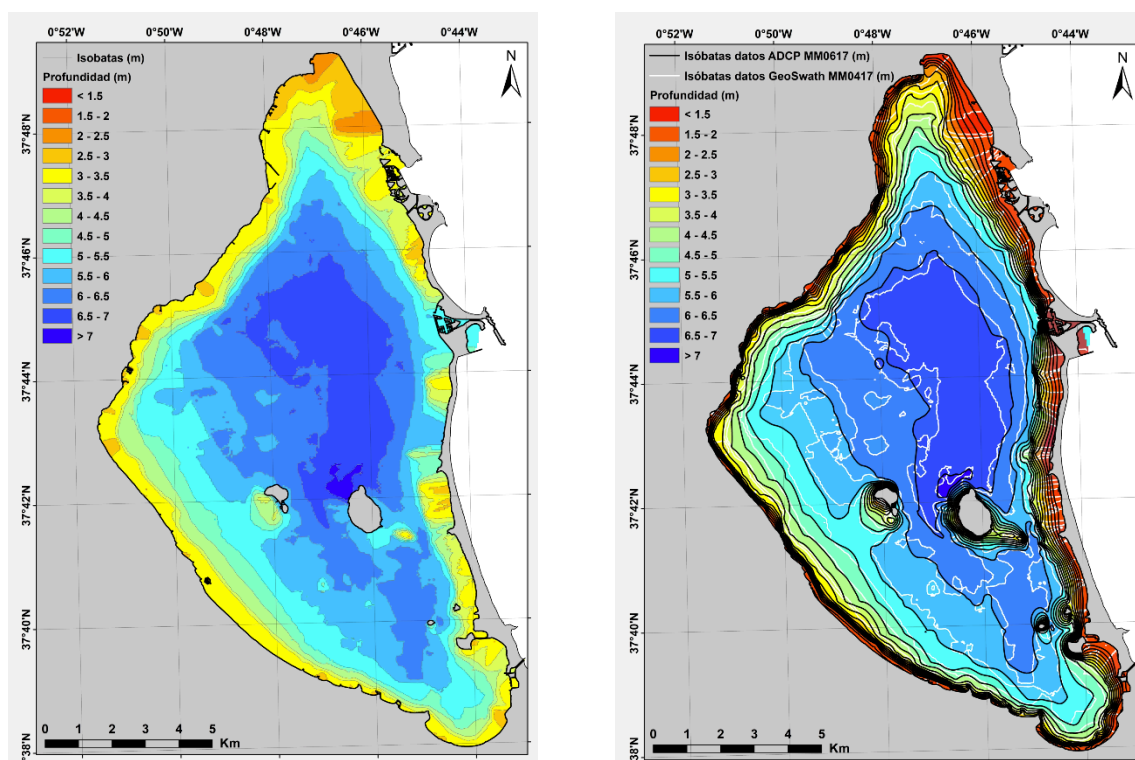 0°52'W 0°50'W 0°48'W 0°46'W 0°44'W
N
Isobatas (m)
Profundidad (m)
< 1.5
1.5 - 2
2 - 2.5
2.5 - 3
3 - 3.5
3.5 - 4
4 - 4.5
4.5 - 5
5 - 5.5
5.5 - 6
6 - 6.5
6.5 - 7
> 7
37°48'N
37°46'N
37°44'N
37°42'N
37°40'N
37°38'N
0 1 2 3 4 5
Km
0°52'W 0°50'W 0°48'W 0°46'W 0°44'W
N
Isóbatas datos ADCP MM0617 (m)
Isóbatas datos GeoSwath MM0417 (m)
Profundidad (m)
< 1.5
1.5 - 2
2 - 2.5
2.5 - 3
3 - 3.5
3.5 - 4
4 - 4.5
4.5 - 5
5 - 5.5
5.5 - 6
6 - 6.5
6.5 - 7
> 7
37°48'N
37°46'N
37°44'N
37°42'N
37°40'N
38'N
0 1 2 3 4 5
Km